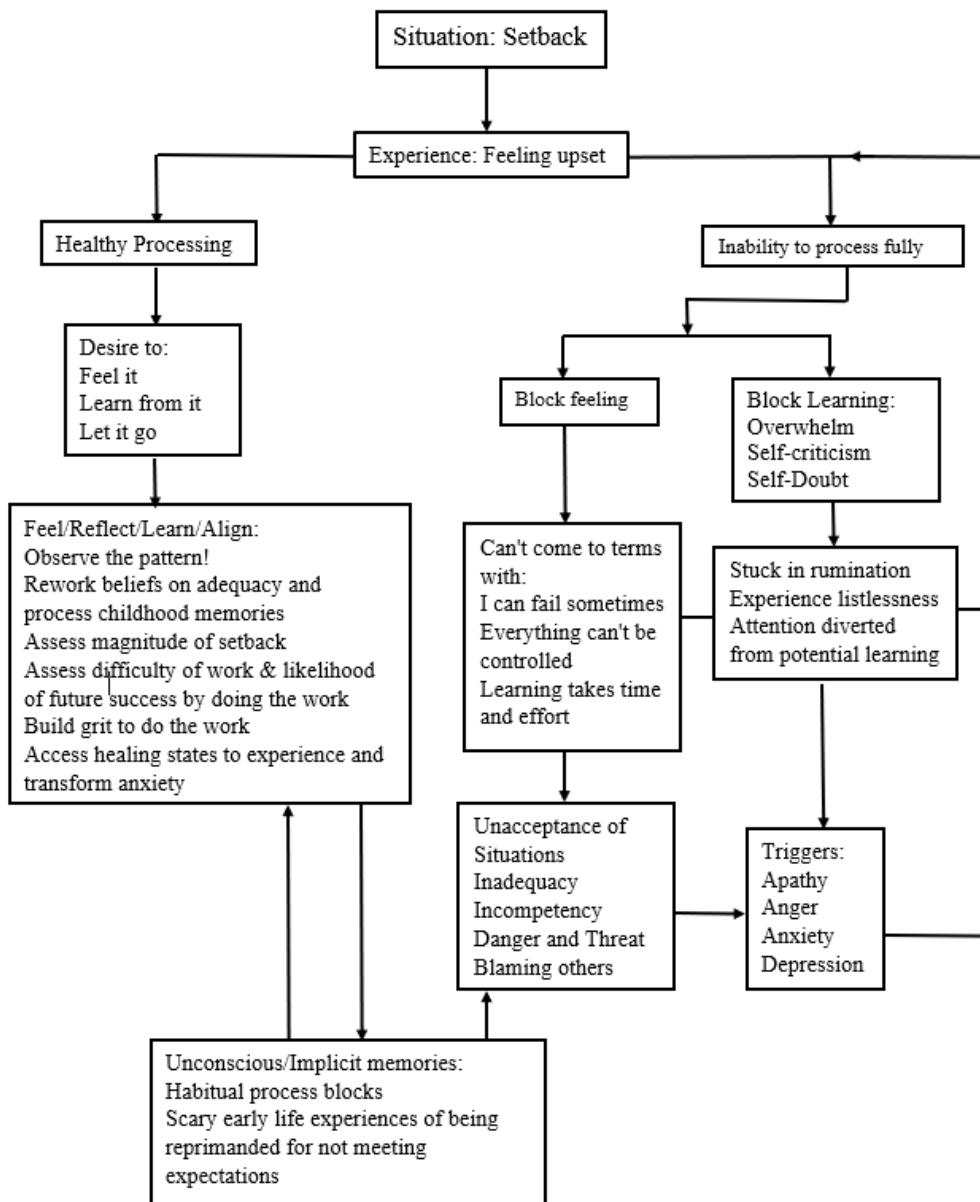 Situation: Setback
Experience: Feeling upset
Healthy Processing
Inability to process fully
Desire to:
Feel it
Learn from it
Let it go
Block feeling
Block Learning:
Overwhelm
Self-criticism
Self-Doubt
Feel/Reflect/Learn/Align:
Observe the pattern!
Rework beliefs on adequacy and
process childhood memories
Assess magnitude of setback
Assess difficulty of work & likelihood
of future success by doing the work
Build grit to do the work
Access healing states to experience and
transform anxiety
Can't come to terms
with:
I can fail sometimes
Everything can't be
controlled
Learning takes time
and effort
Stuck in rumination
Experience listlessness
Attention diverted
from potential learning
Unacceptance of
Situations
Inadequacy
Incompetency
Danger and Threat
Blaming others
Triggers:
Apathy
Anger
Anxiety
Depression
Unconscious/Implicit memories:
Habitual process blocks
Scary early life experiences of being
reprimanded for not meeting
expectations